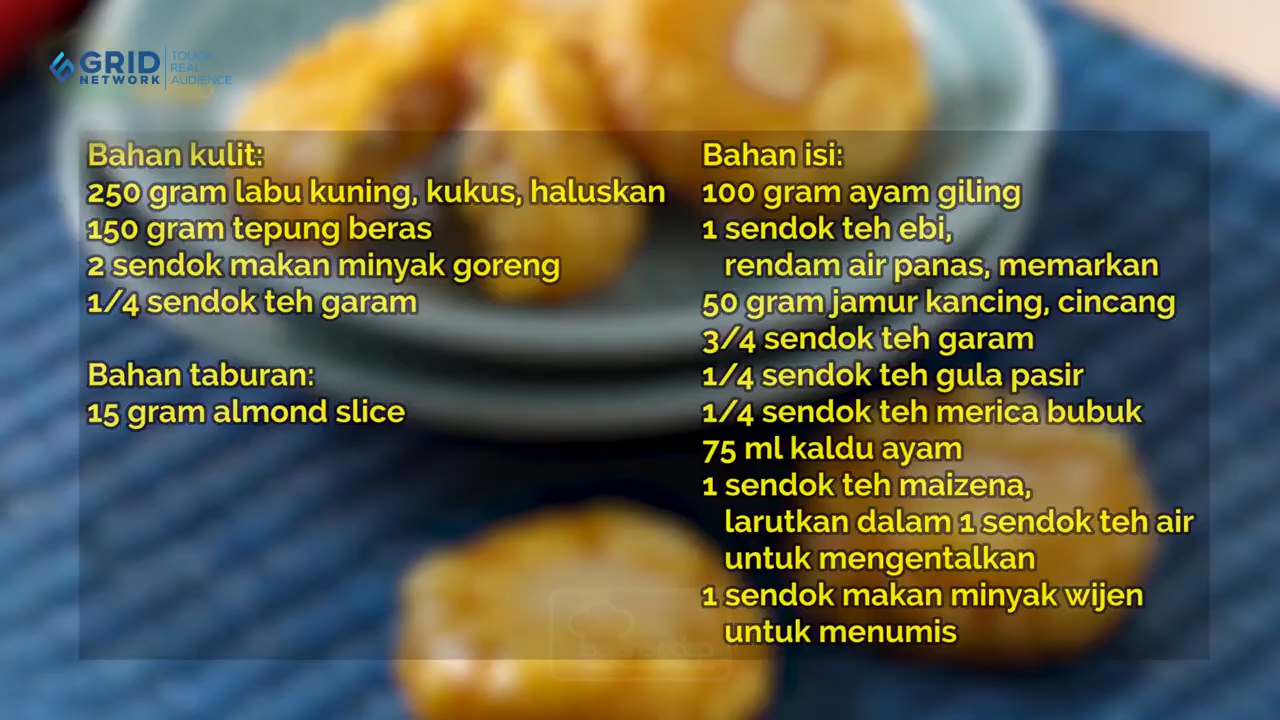 GRID
NETWORK
TOUCH
REAL
AUDIENCE
Bahan kulit:
250 gram labu kuning, kukus, haluskan
150 gram tepung beras
2 sendok makan minyak goreng
1/4 sendok teh garam
Bahan taburan:
15 gram almond slice
Bahan isi:
100 gram ayam giling
1 sendok teh ebi,
rendam air panas, memarkan
50 gram jamur kancing, cincang
3/4 sendok teh garam
1/4 sendok teh gula pasir
1/4 sendok teh merica bubuk
75 ml kaldu ayam
1 sendok teh maizena,
larutkan dalam 1 sendok teh air
untuk mengentalkan
1 sendok makan minyak wijen
untuk menumis